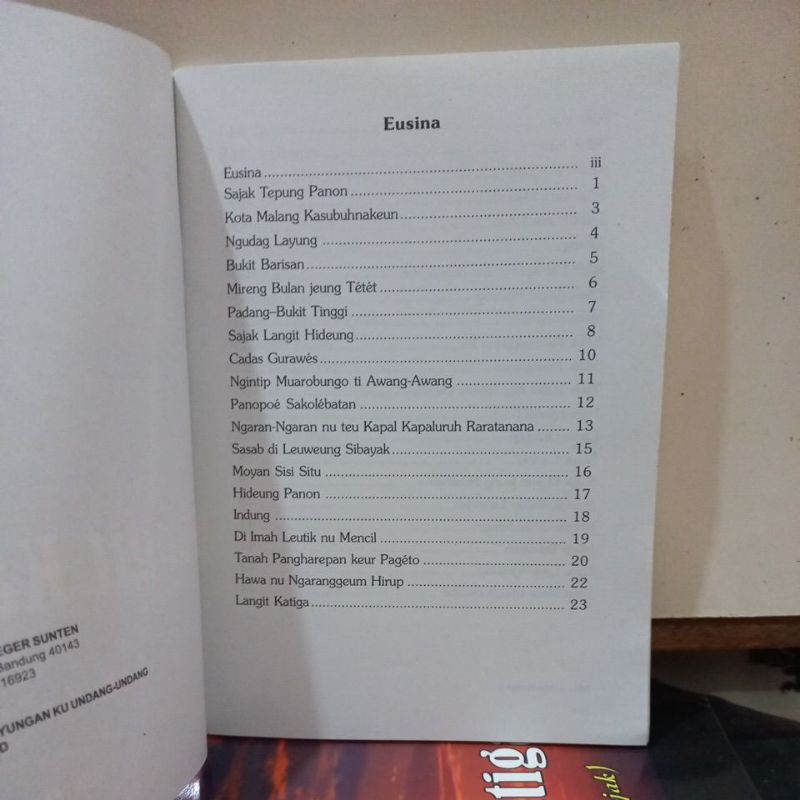 Eusina
Eusina ........ iii
Sajak Tepung Panon ........ 1
Kota Malang Kasubuhnakeun ........ 3
Ngudag Layung ........ 4
Bukit Barisan ........ 5
Mireng Bulan jeung Tétét ........ 6
Padang–Bukit Tinggi ........ 7
Sajak Langit Hideung ........ 8
Cadas Gurawés ........ 10
Ngintip Muarobungo ti Awang-Awang ........ 11
Panopoé Sakolébatan ........ 12
Ngaran-Ngaran nu teu Kapal Kapaluruh Raratanana ........ 13
Sasab di Leuweung Sibayak ........ 15
Moyan Sisi Situ ........ 16
Hideung Panon ........ 17
Indung ........ 18
Di Imah Leutik nu Mencil ........ 19
Tanah Pangharepan keur Pagéto ........ 20
Hawa nu Ngaranggeum Hirup ........ 22
Langit Katiga ........ 23
EGER SUNTEN
Bandung 40143
16923
YUNGAN KU UNDANG-UNDANG
D
tig
jak)